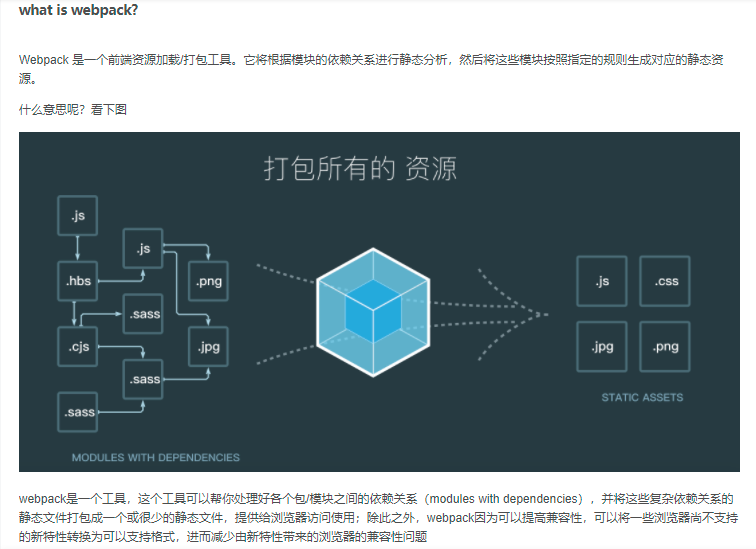 what is webpack?
Webpack 是一个前端资源加载/打包工具。它将根据模块的依赖关系进行静态分析，然后将这些模块按照指定的规则生成对应的静态资
源。
什么意思呢？看下图
打包所有的 资源
.js
.js
.hbs
.png
.sass
.cjs
.jpg
.sass
.sass
MODULES WITH DEPENDENCIES
.js
.css
.jpg
.png
STATIC ASSETS
webpack是一个工具，这个工具可以帮你处理好各个包/模块之间的依赖关系（modules with dependencies），并将这些复杂依赖关系的
静态文件打包成一个或很少的静态文件，提供给浏览器访问使用；除此之外，webpack因为可以提高兼容性，可以将一些浏览器尚不支持
的新特性转换为可以支持格式，进而减少由新特性带来的浏览器的兼容性问题